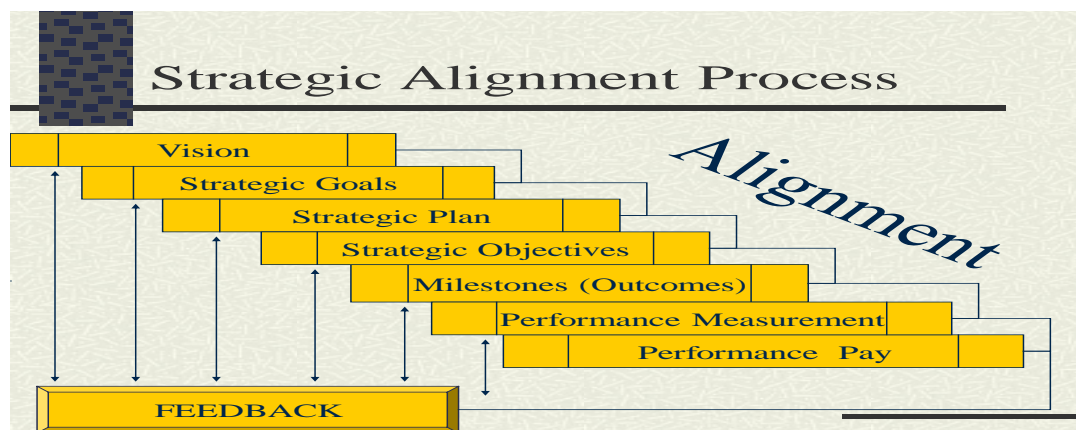 Strategic Alignment Process
Alignment
Vision
Strategic Goals
Strategic Plan
Strategic Objectives
Milestones (Outcomes)
Performance Measurement
Performance Pay
FEEDBACK